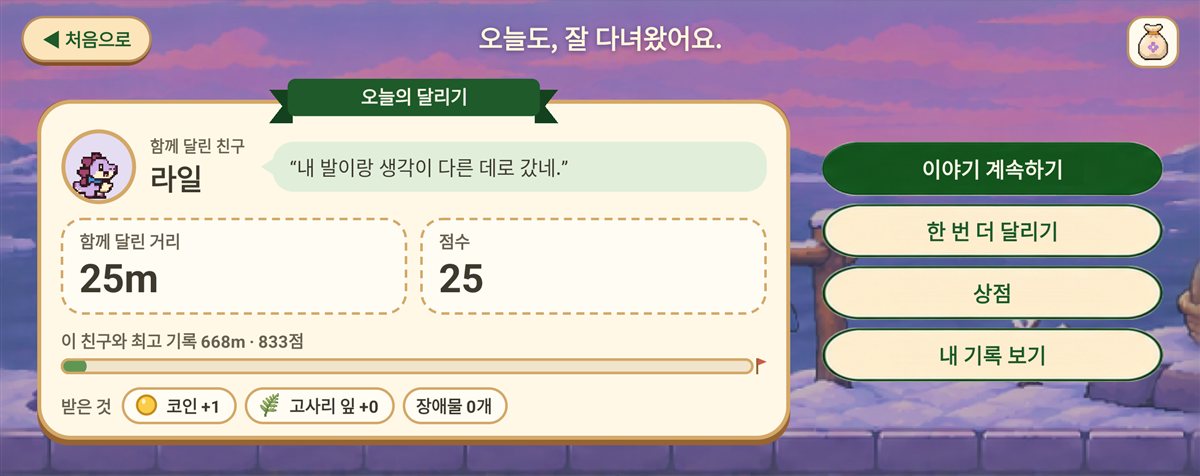 ◀ 처음으로
오늘도, 잘 다녀왔어요.
오늘의 달리기
함께 달린 친구
라일
“내 발이랑 생각이 다른 데로 갔네.”
함께 달린 거리
25m
점수
25
이 친구와 최고 기록 668m · 833점
받은 것 코인 +1 고사리 잎 +0 장애물 0개
이야기 계속하기
한 번 더 달리기
상점
내 기록 보기